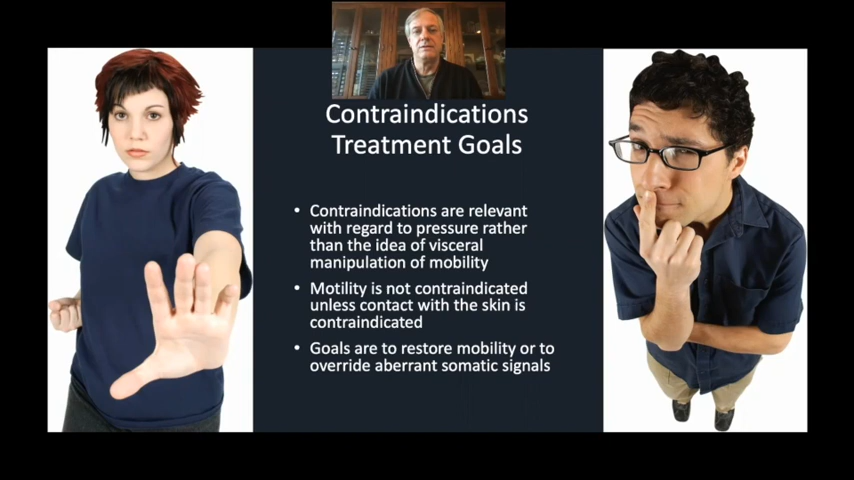 Contraindications
Treatment Goals
• Contraindications are relevant
with regard to pressure rather
than the idea of visceral
manipulation of mobility
• Motility is not contraindicated
unless contact with the skin is
contraindicated
• Goals are to restore mobility or to
override aberrant somatic signals